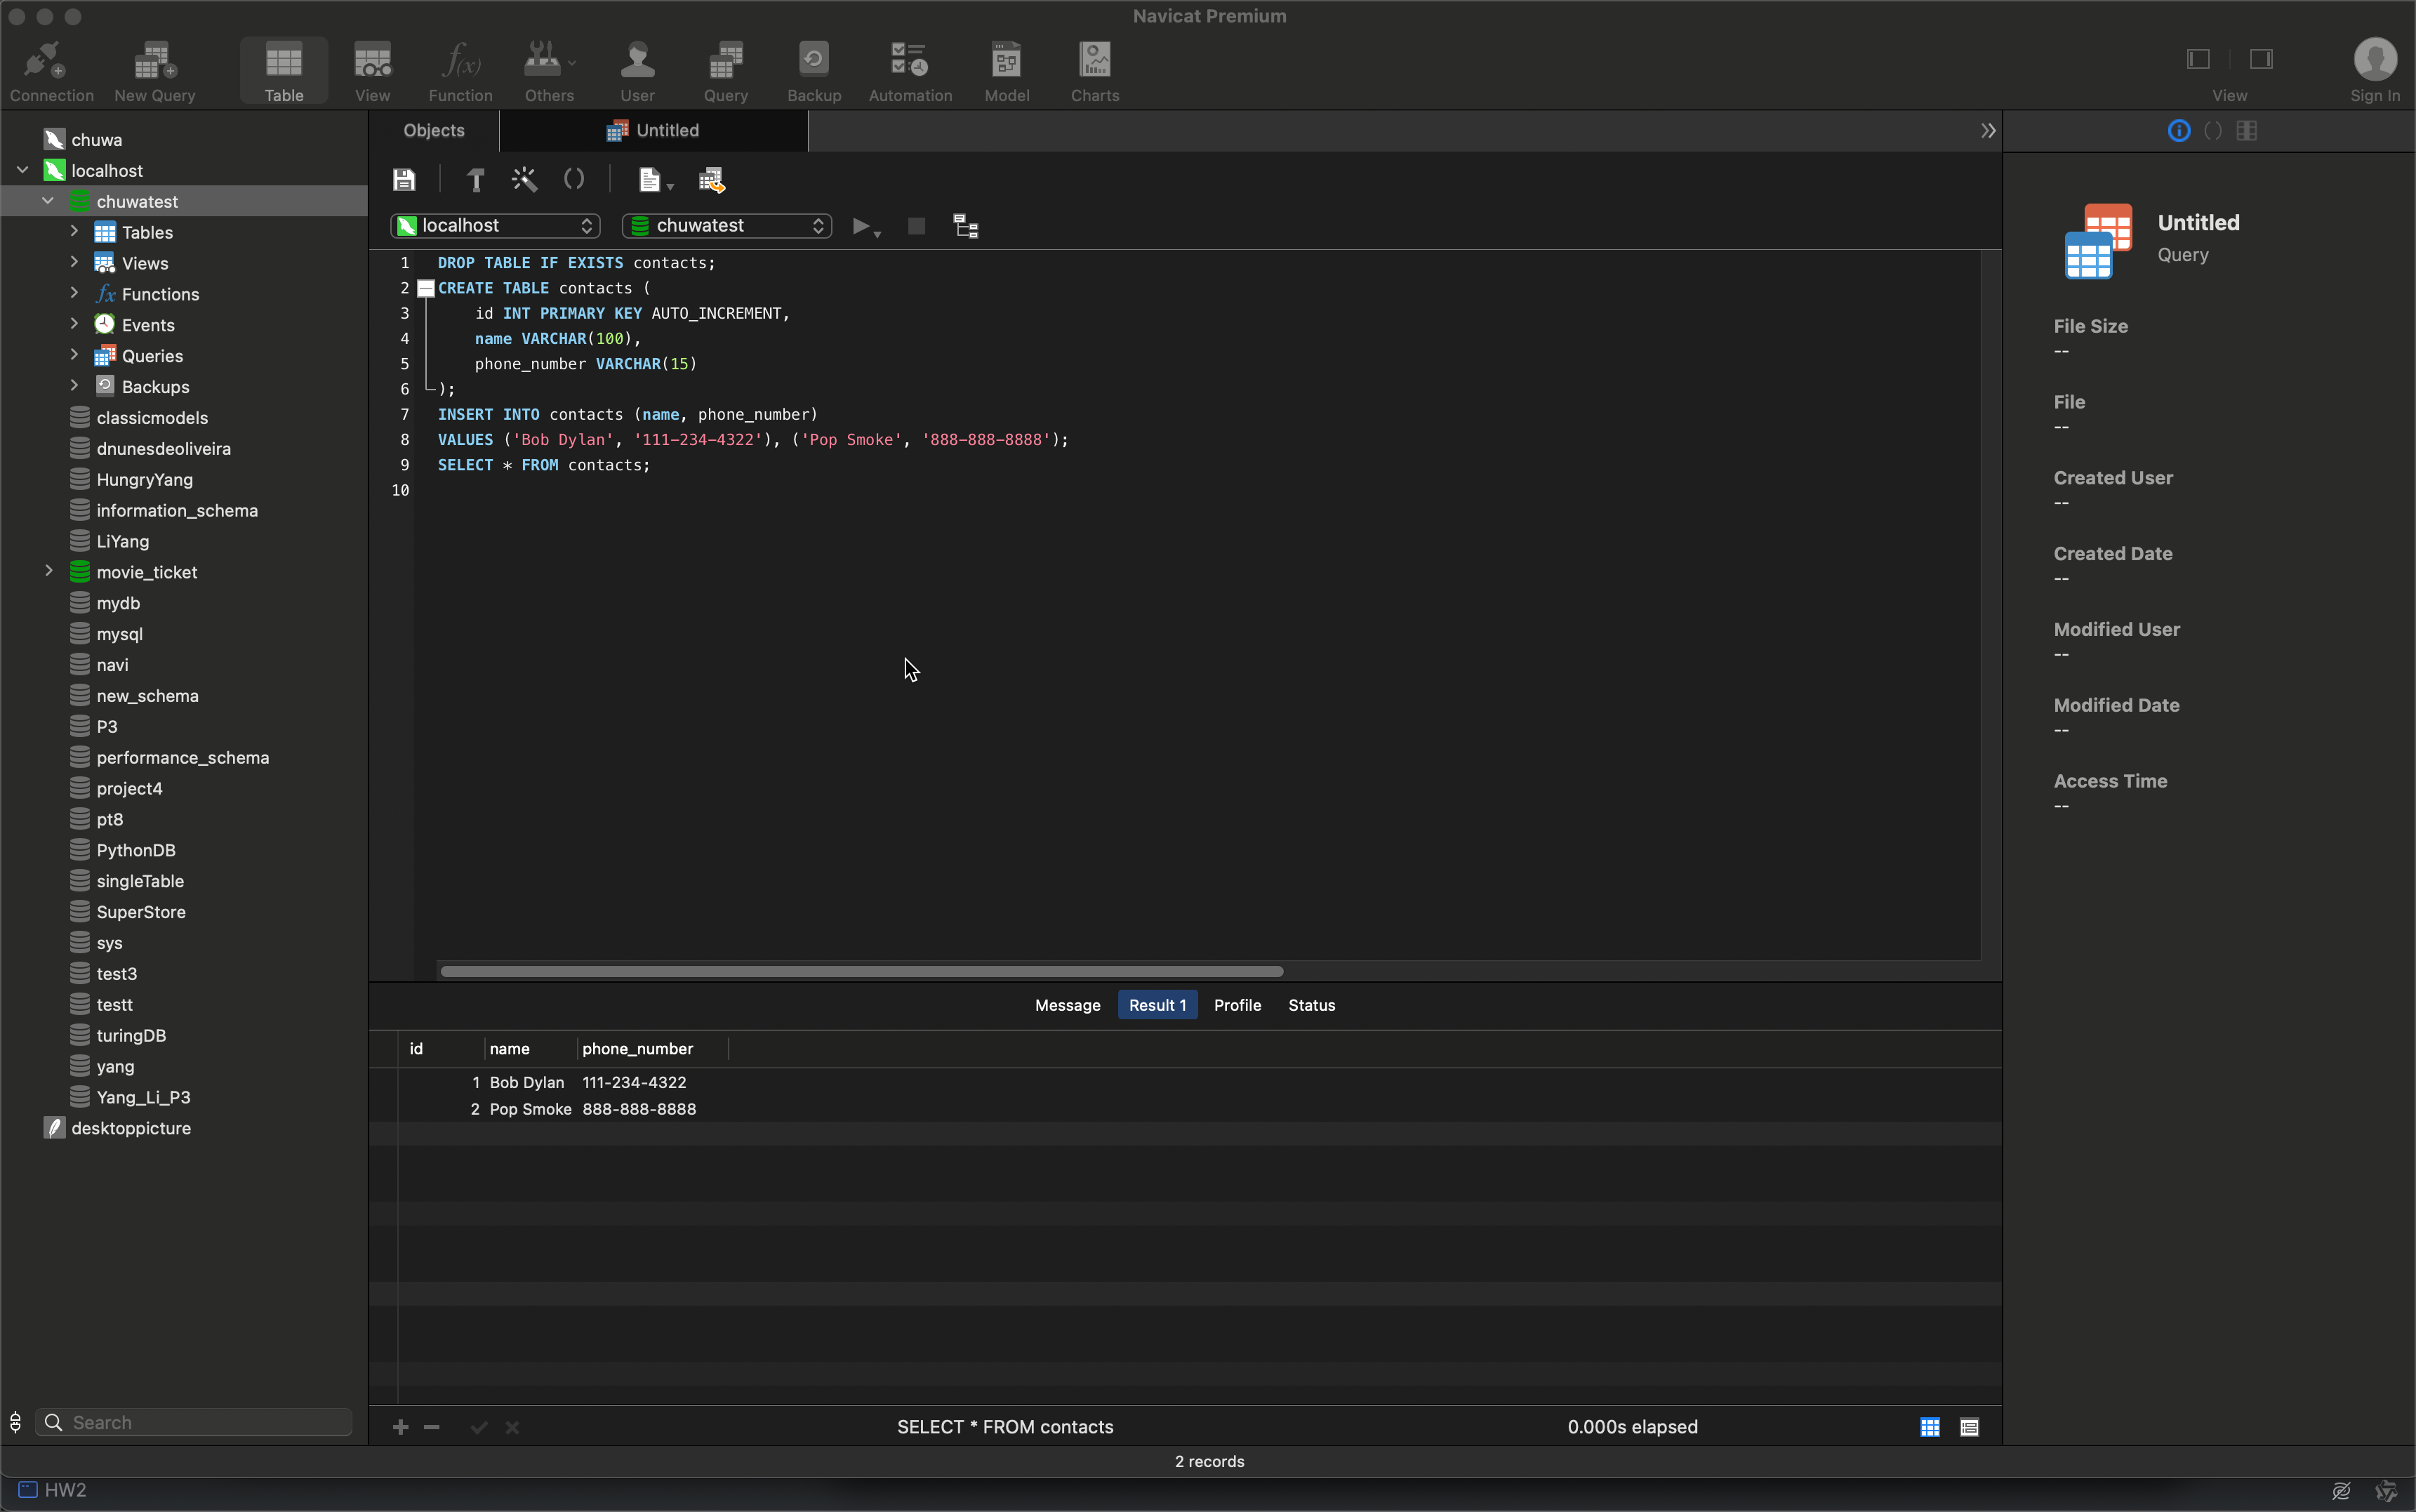 Navicat Premium
Connection
New Query
Table
View
f(x)
Function
Others
User
Query
Backup
Automation
Model
Charts
View
Sign In
chuwa
localhost
chuwatest
Tables
Views
fx Functions
Events
Queries
Backups
classicmodels
dnunesdeoliveira
HungryYang
information_schema
LiYang
movie_ticket
mydb
mysql
navi
new_schema
P3
performance_schema
project4
pt8
PythonDB
singleTable
SuperStore
sys
test3
testt
turingDB
yang
Yang_Li_P3
desktoppicture
Search
Objects
Untitled
localhost
chuwatest
1 DROP TABLE IF EXISTS contacts;
2 CREATE TABLE contacts (
3 id INT PRIMARY KEY AUTO_INCREMENT,
4 name VARCHAR(100),
5 phone_number VARCHAR(15)
6 );
7 INSERT INTO contacts (name, phone_number)
8 VALUES ('Bob Dylan', '111-234-4322'), ('Pop Smoke', '888-888-8888');
9 SELECT * FROM contacts;
10
Message
Result 1
Profile
Status
id name phone_number
1 Bob Dylan 111-234-4322
2 Pop Smoke 888-888-8888
SELECT * FROM contacts
0.000s elapsed
2 records
Untitled
Query
File Size
--
File
--
Created User
--
Created Date
--
Modified User
--
Modified Date
--
Access Time
--
HW2